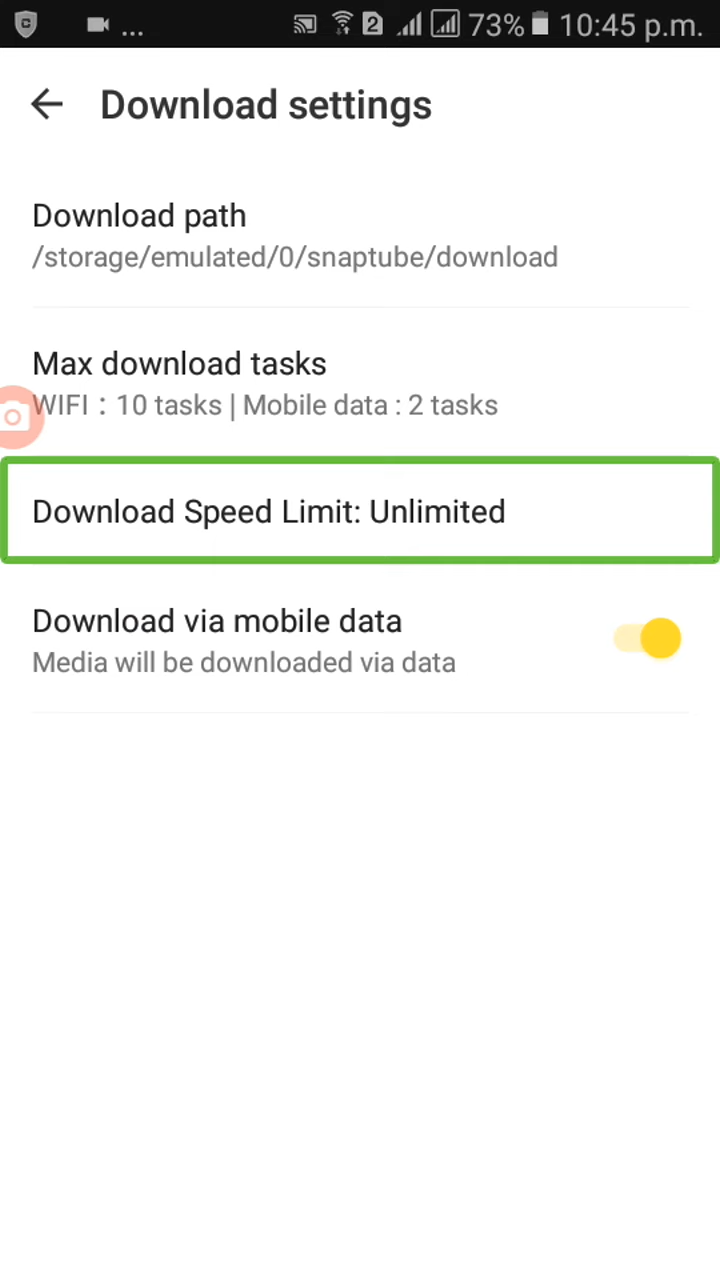 ... 2 73% 10:45 p.m.
Download settings
Download path
/storage/emulated/0/snaptube/download
Max download tasks
WIFI : 10 tasks | Mobile data : 2 tasks
Download Speed Limit: Unlimited
Download via mobile data
Media will be downloaded via data